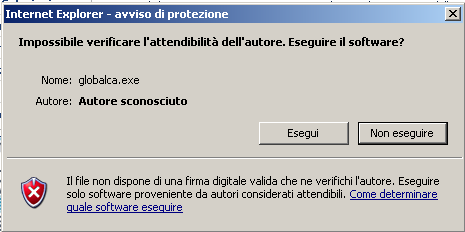 Internet Explorer - avviso di protezione
Impossibile verificare l'attendibilità dell'autore. Eseguire il software?
Nome: globalca.exe
Autore: Autore sconosciuto
Esegui Non eseguire
Il file non dispone di una firma digitale valida che ne verifichi l'autore. Eseguire
solo software proveniente da autori considerati attendibili. Come determinare
quale software eseguire